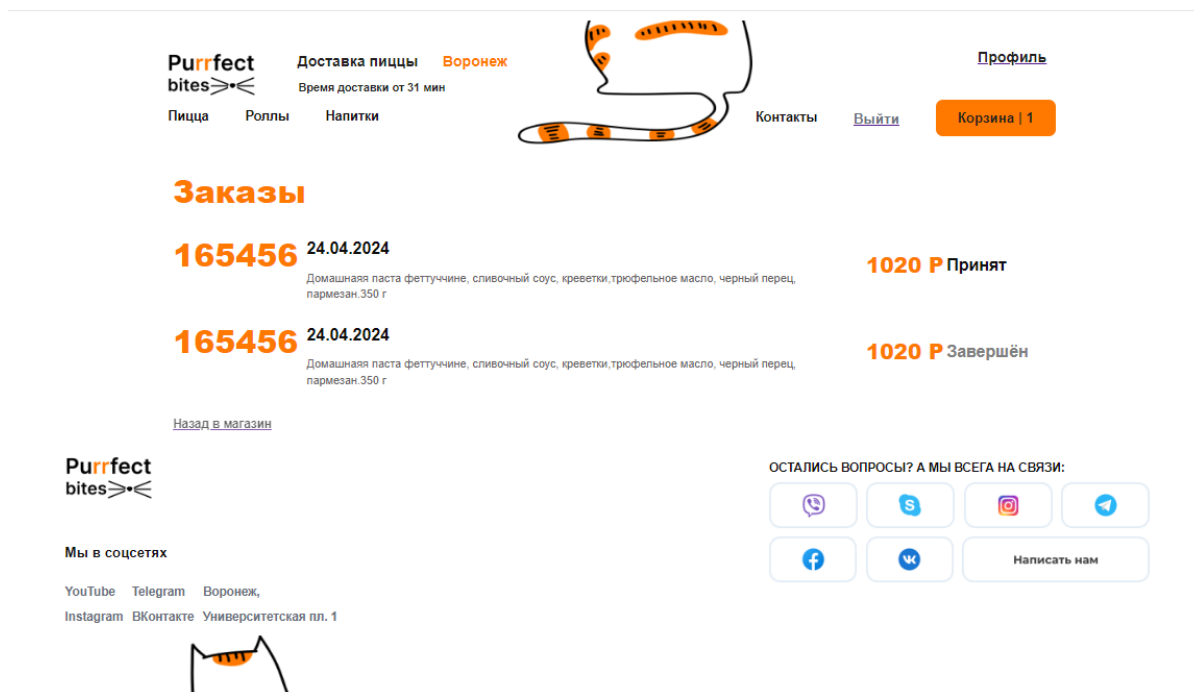 Purrfect
bites
Доставка пиццы Воронеж
Время доставки от 31 мин
Профиль
Пицца Роллы Напитки
Контакты Выйти Корзина | 1
Заказы
165456 24.04.2024
Домашнаяя паста феттуччине, сливочный соус, креветки,трюфельное масло, черный перец,
пармезан.350 г
1020 Р Принят
165456 24.04.2024
Домашнаяя паста феттуччине, сливочный соус, креветки,трюфельное масло, черный перец,
пармезан.350 г
1020 Р Завершён
Назад в магазин
Purrfect
bites
ОСТАЛИСЬ ВОПРОСЫ? А МЫ ВСЕГА НА СВЯЗИ:
Написать нам
Мы в соцсетях
YouTube Telegram Воронеж,
Instagram ВКонтакте Университетская пл. 1